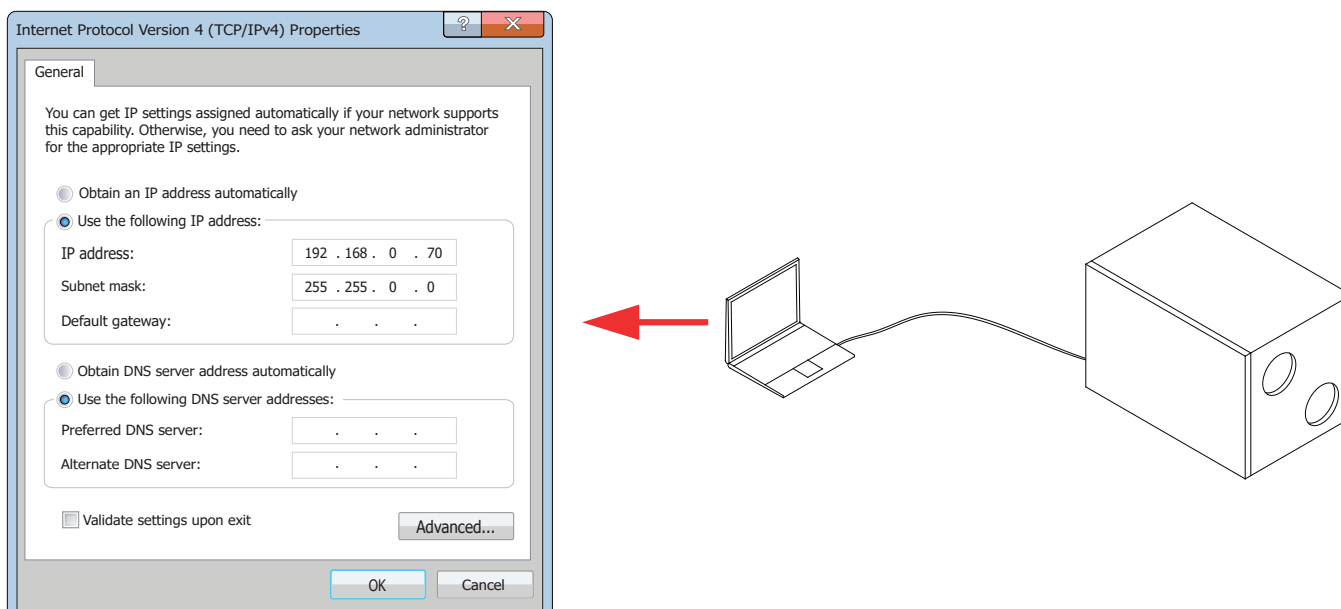 Internet Protocol Version 4 (TCP/IPv4) Properties
?
X
General
You can get IP settings assigned automatically if your network supports
this capability. Otherwise, you need to ask your network administrator
for the appropriate IP settings.
Obtain an IP address automatically
Use the following IP address:
IP address: 192 . 168 . 0 . 70
Subnet mask: 255 . 255 . 0 . 0
Default gateway: . . .
Obtain DNS server address automatically
Use the following DNS server addresses:
Preferred DNS server: . . .
Alternate DNS server: . . .
Validate settings upon exit
Advanced...
OK Cancel